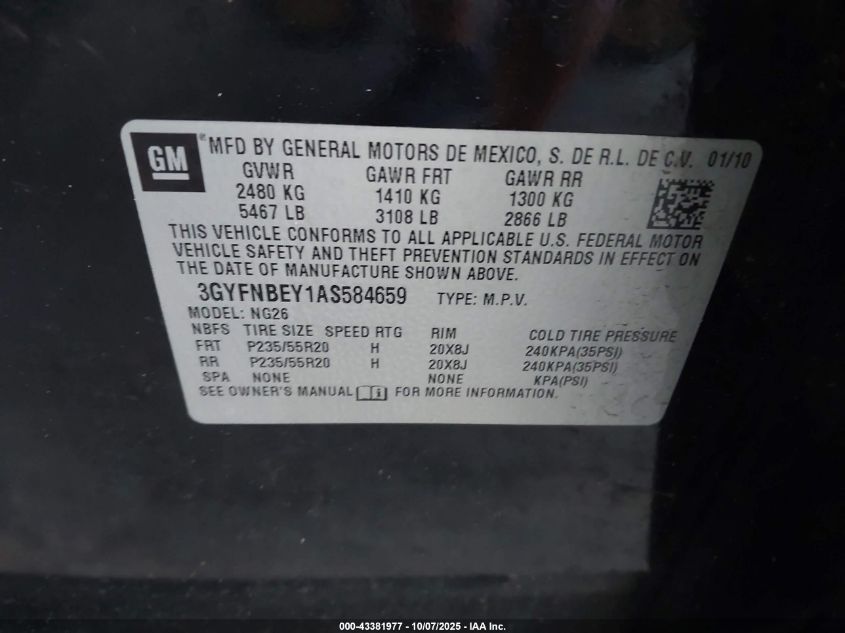 GM ® MFD BY GENERAL MOTORS DE MEXICO, S. DE R.L. DE C.V. 01/10
GVWR GAWR FRT GAWR RR
2480 KG 1410 KG 1300 KG
5467 LB 3108 LB 2866 LB
THIS VEHICLE CONFORMS TO ALL APPLICABLE U.S. FEDERAL MOTOR
VEHICLE SAFETY AND THEFT PREVENTION STANDARDS IN EFFECT ON
THE DATE OF MANUFACTURE SHOWN ABOVE.
3GYFNBEY1AS584659 TYPE: M.P.V.
MODEL: NG26
NBFS TIRE SIZE SPEED RTG RIM COLD TIRE PRESSURE
FRT P235/55R20 H 20X8J 240KPA(35PSI)
RR P235/55R20 H 20X8J 240KPA(35PSI)
SPA NONE NONE KPA(PSI)
SEE OWNER'S MANUAL FOR MORE INFORMATION.
000-43381977 - 10/07/2025 - IAA Inc.